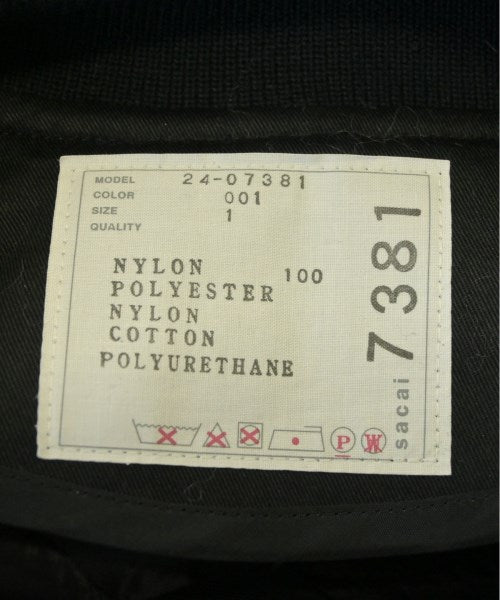 MODEL 24-07381
COLOR 001
SIZE 1
QUALITY
NYLON 100
POLYESTER
NYLON
COTTON
POLYURETHANE
P W
sacai 7381